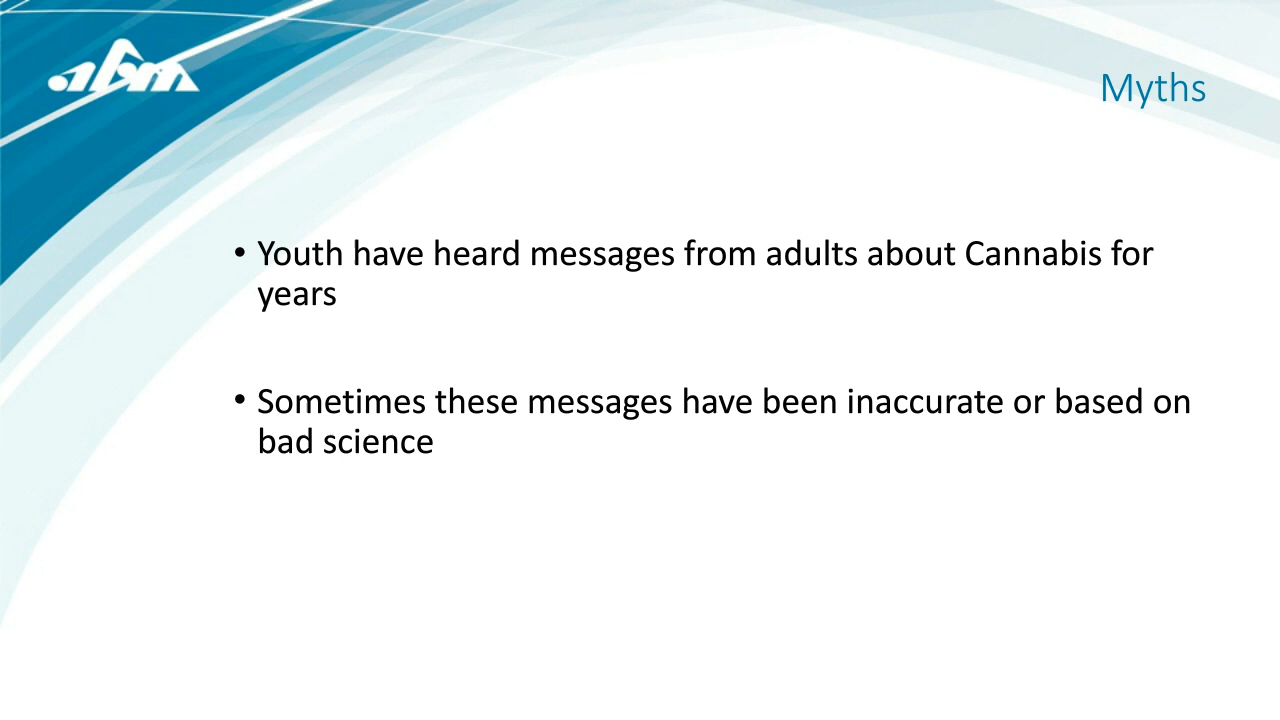 afm
Myths
• Youth have heard messages from adults about Cannabis for
years
• Sometimes these messages have been inaccurate or based on
bad science